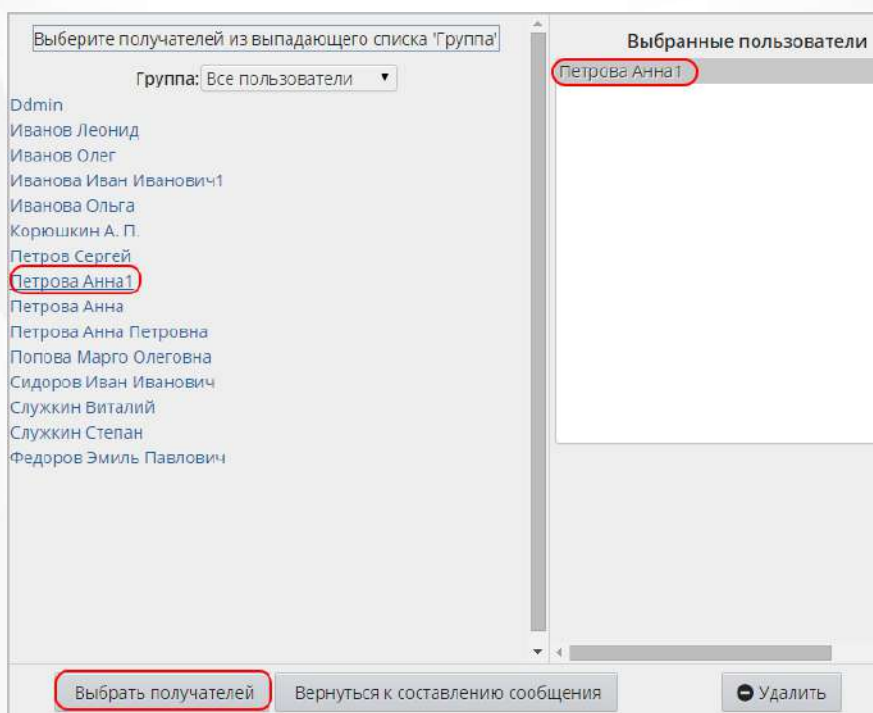 Выберите получателей из выпадающего списка 'Группа'
Группа: Все пользователи
Ddmin
Иванов Леонид
Иванов Олег
Иванова Иван Иванович1
Иванова Ольга
Корюшкин А. П.
Петров Сергей
Петрова Анна1
Петрова Анна
Петрова Анна Петровна
Попова Марго Олеговна
Сидоров Иван Иванович
Служкин Виталий
Служкин Степан
Федоров Эмиль Павлович
Выбранные пользователи
Петрова Анна1
Выбрать получателей
Вернуться к составлению сообщения
Удалить